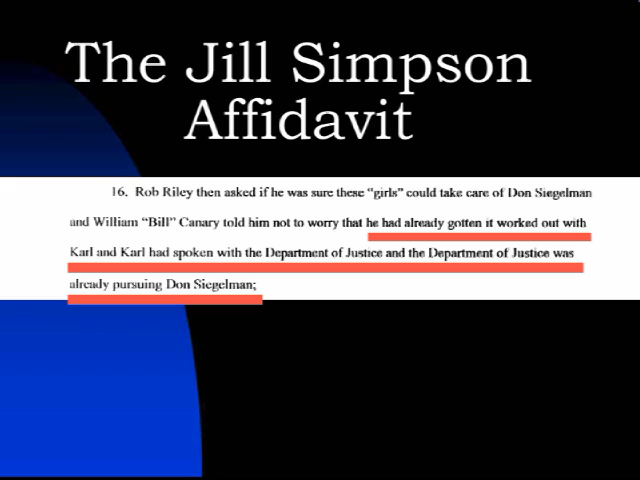 The Jill Simpson
Affidavit
16. Rob Riley then asked if he was sure these “girls” could take care of Don Siegelman
and William “Bill” Canary told him not to worry that he had already gotten it worked out with
Karl and Karl had spoken with the Department of Justice and the Department of Justice was
already pursuing Don Siegelman;